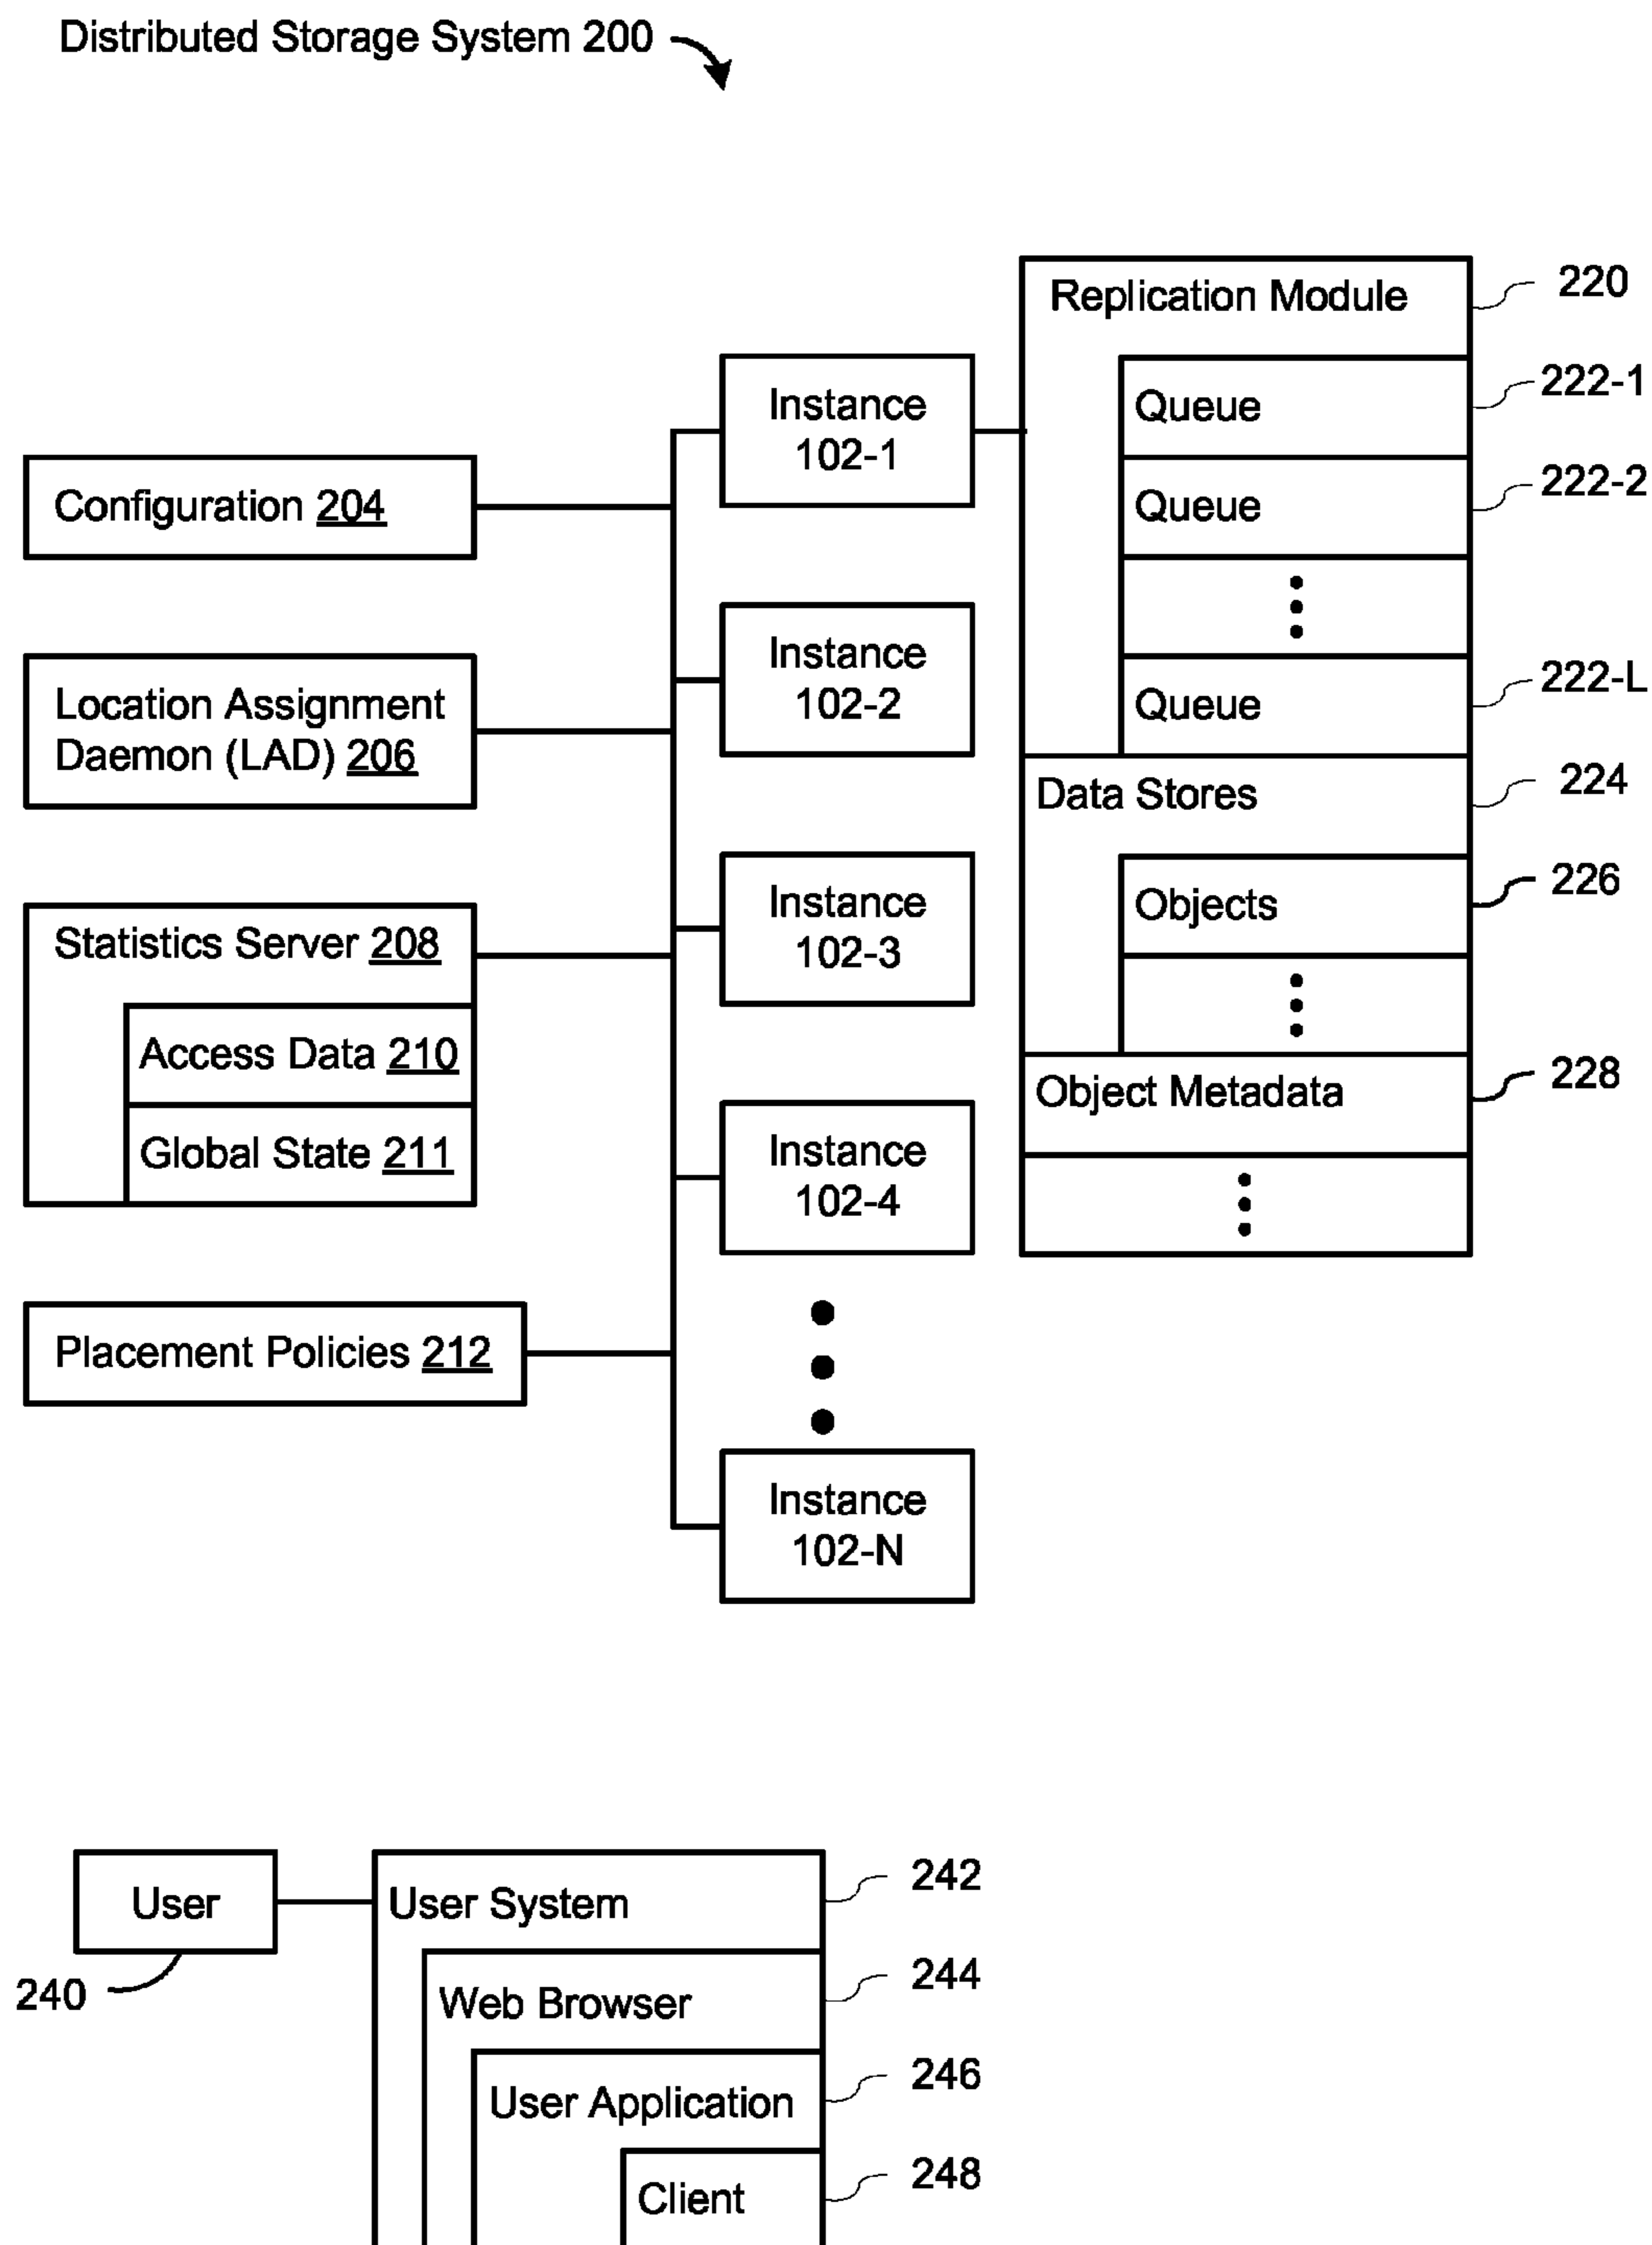 Distributed Storage System 200
Configuration 204
Location Assignment
Daemon (LAD) 206
Statistics Server 208
Access Data 210
Global State 211
Placement Policies 212
Instance
102-1
Instance
102-2
Instance
102-3
Instance
102-4
Instance
102-N
Replication Module
220
Queue
222-1
Queue
222-2
Queue
222-L
Data Stores
224
Objects
226
Object Metadata
228
User
240
User System
242
Web Browser
244
User Application
246
Client
248